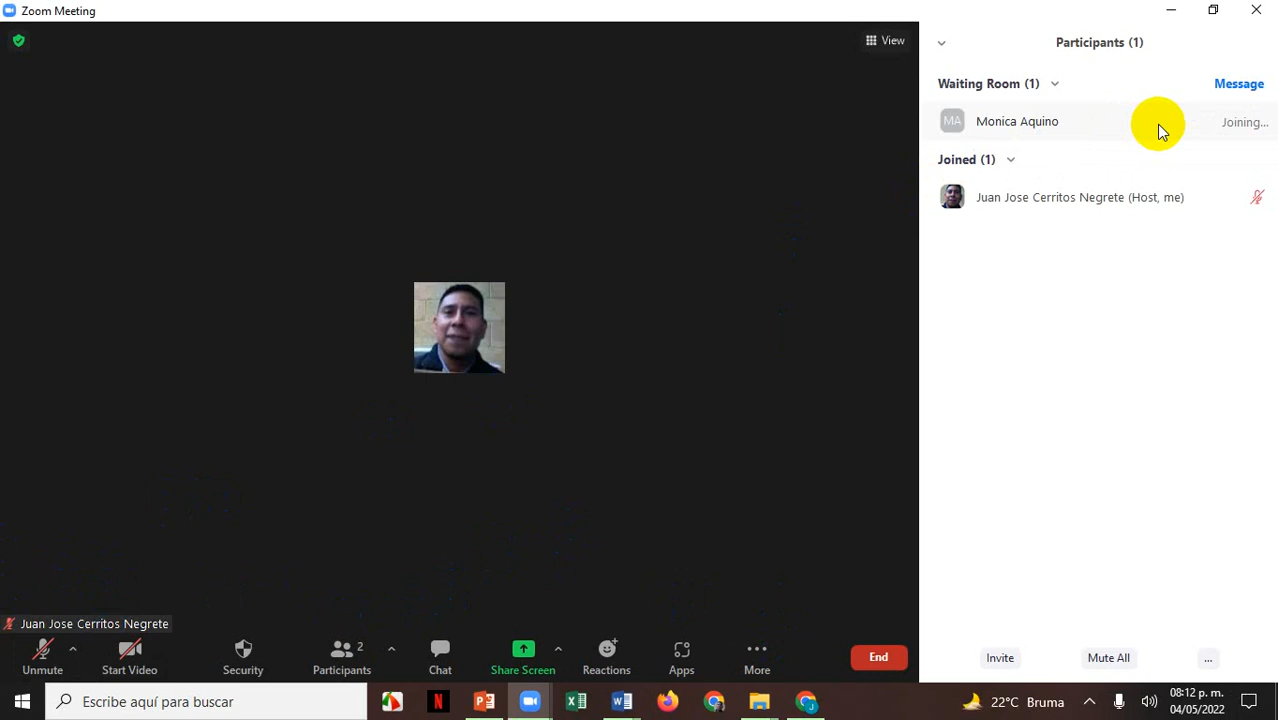 Zoom Meeting
View
Participants (1)
Waiting Room (1)
Message
MA
Monica Aquino
Joining...
Joined (1)
Juan Jose Cerritos Negrete (Host, me)
Juan Jose Cerritos Negrete
Unmute
Start Video
Security
2
Participants
Chat
Share Screen
Reactions
Apps
More
End
Invite
Mute All
...
Escribe aquí para buscar
22°C Bruma
08:12 p. m.
04/05/2022